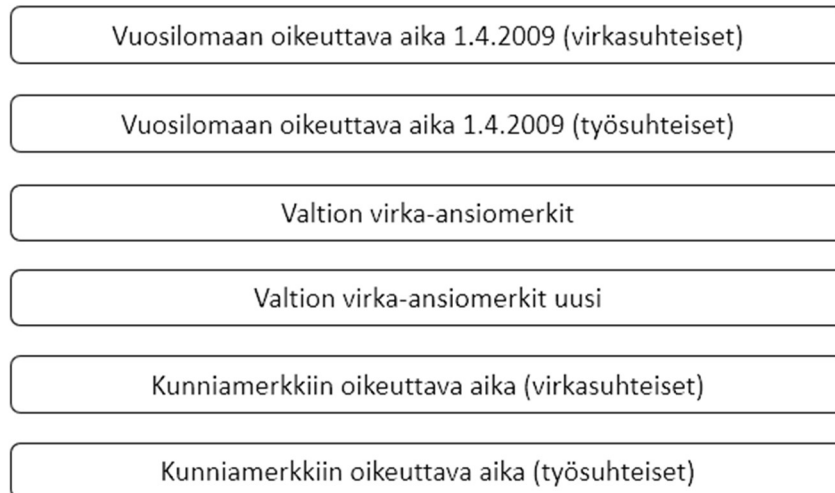 Vuosilomaan oikeuttava aika 1.4.2009 (virkasuhteiset)
Vuosilomaan oikeuttava aika 1.4.2009 (työsuhteiset)
Valtion virka-ansiomerkit
Valtion virka-ansiomerkit uusi
Kunniamerkkiin oikeuttava aika (virkasuhteiset)
Kunniamerkkiin oikeuttava aika (työsuhteiset)